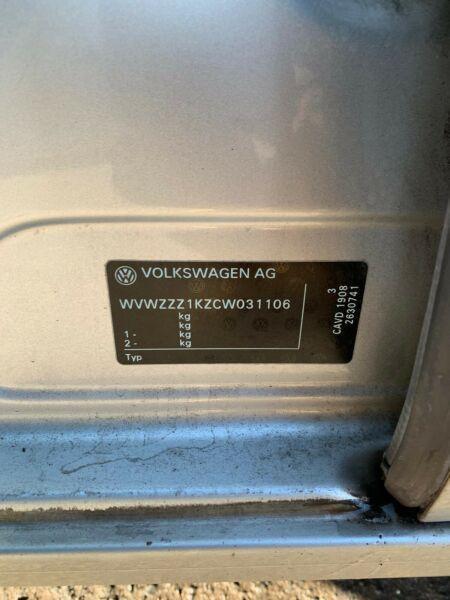 VOLKSWAGEN AG
WVWZZZ1KZCW031106
kg
kg
1 - kg
2 - kg
Typ
3
CAVD 1908
2630741